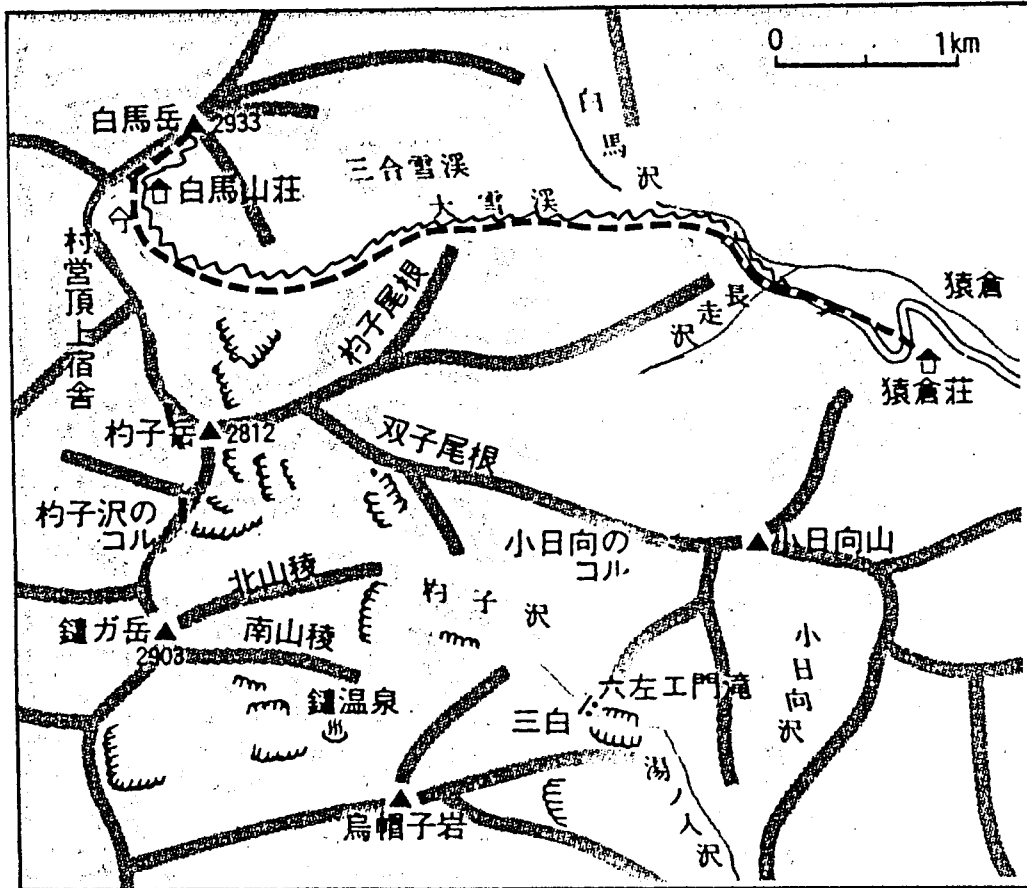 0 1km
白馬岳
2933
白馬沢
三合雪渓
白馬山荘
大雪渓
村営頂上宿舎
猿倉
長走沢
猿倉荘
杓子尾根
杓子岳
2812
双子尾根
杓子沢の
コル
小日向の
コル
小日向山
北山稜
杓子沢
鑓ガ岳
2903
南山稜
小日向沢
鑓温泉
六左エ門滝
三白
湯ノ入沢
烏帽子岩